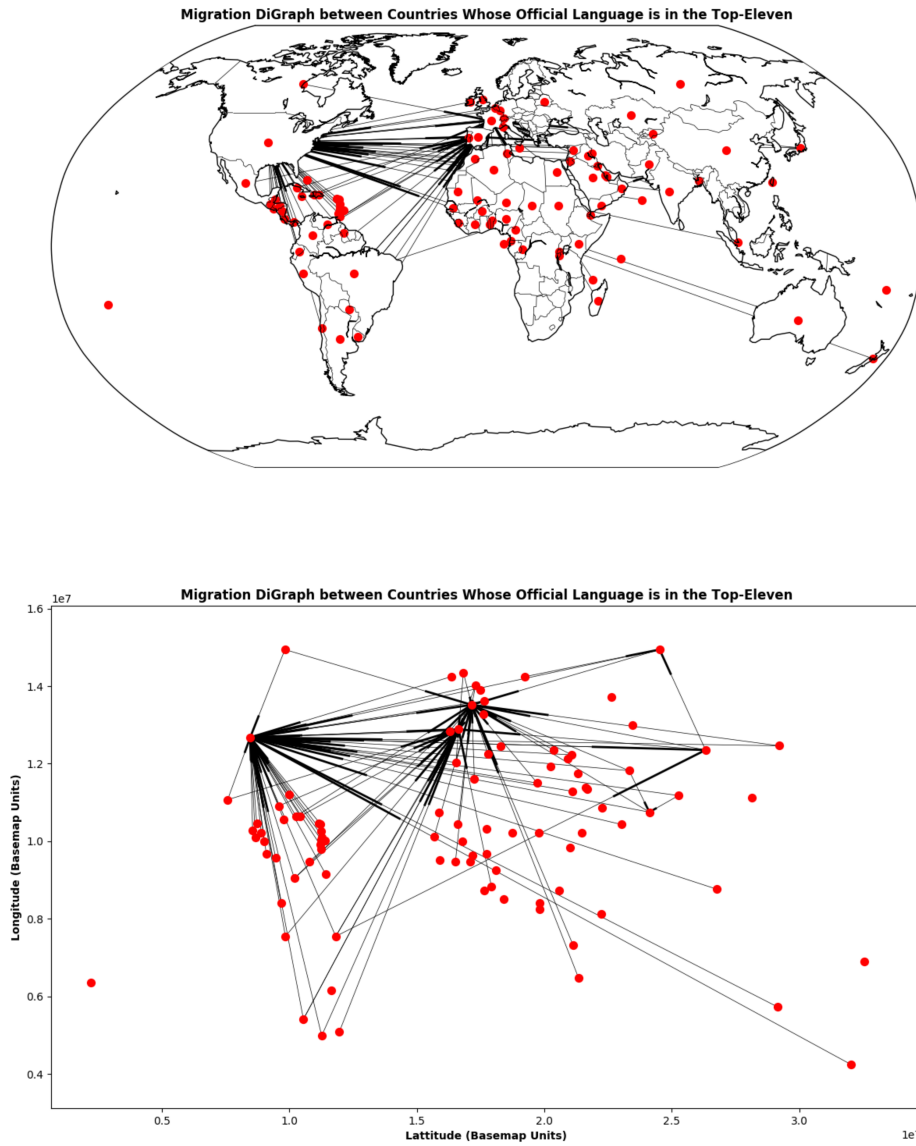 Migration DiGraph between Countries Whose Official Language is in the Top-Eleven
Migration DiGraph between Countries Whose Official Language is in the Top-Eleven
1e7
1.6
1.4
1.2
1.0
0.8
0.6
0.4
Longitude (Basemap Units)
0.5
1.0
1.5
2.0
2.5
3.0
Lattitude (Basemap Units)